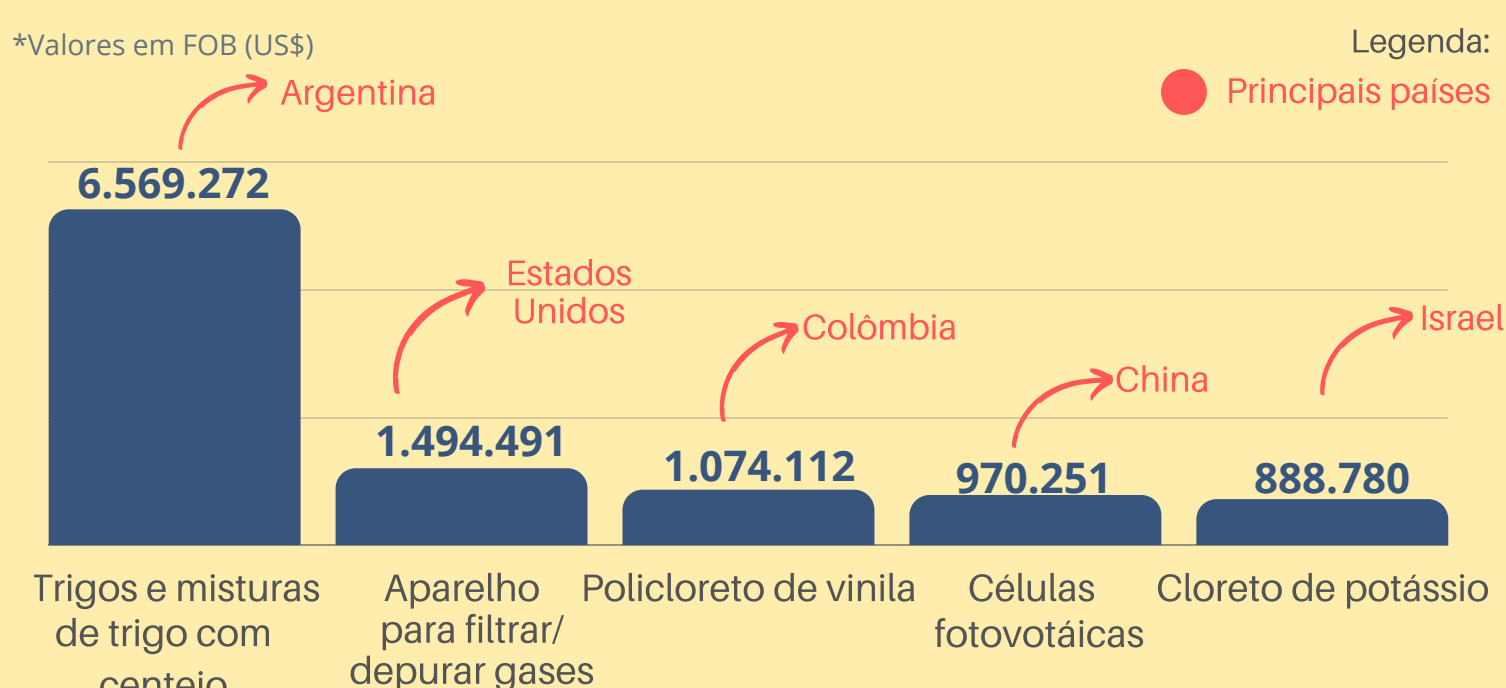 *Valores em FOB (US$)
Legenda:
Principais países
Argentina
6.569.272
Estados
Unidos
1.494.491
Colômbia
1.074.112
China
970.251
Israel
888.780
Trigos e misturas
de trigo com
centeio
Aparelho
para filtrar/
depurar gases
Policloreto de vinila
Células
fotovotáicas
Cloreto de potássio